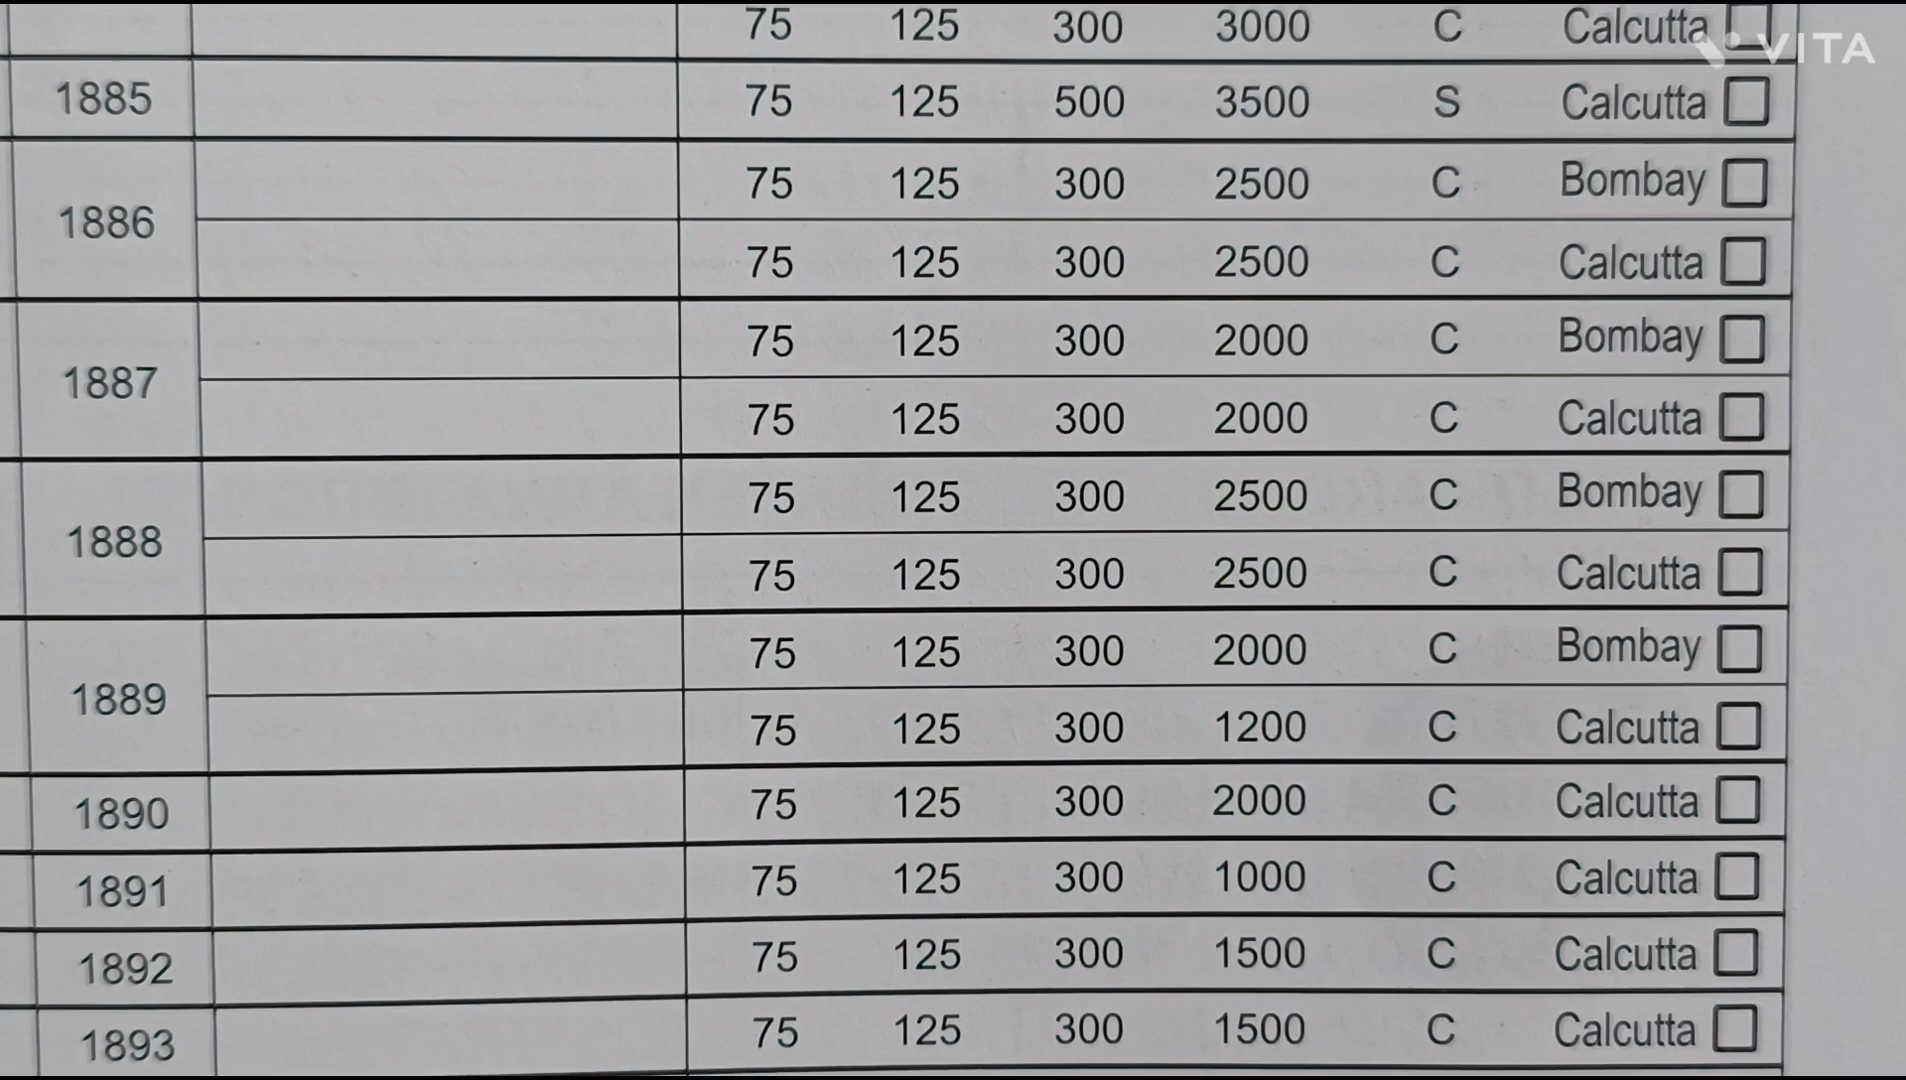 75 125 300 3000 C Calcutta
VITA
1885 75 125 500 3500 S Calcutta
1886 75 125 300 2500 C Bombay
75 125 300 2500 C Calcutta
1887 75 125 300 2000 C Bombay
75 125 300 2000 C Calcutta
1888 75 125 300 2500 C Bombay
75 125 300 2500 C Calcutta
1889 75 125 300 2000 C Bombay
75 125 300 1200 C Calcutta
1890 75 125 300 2000 C Calcutta
1891 75 125 300 1000 C Calcutta
1892 75 125 300 1500 C Calcutta
1893 75 125 300 1500 C Calcutta